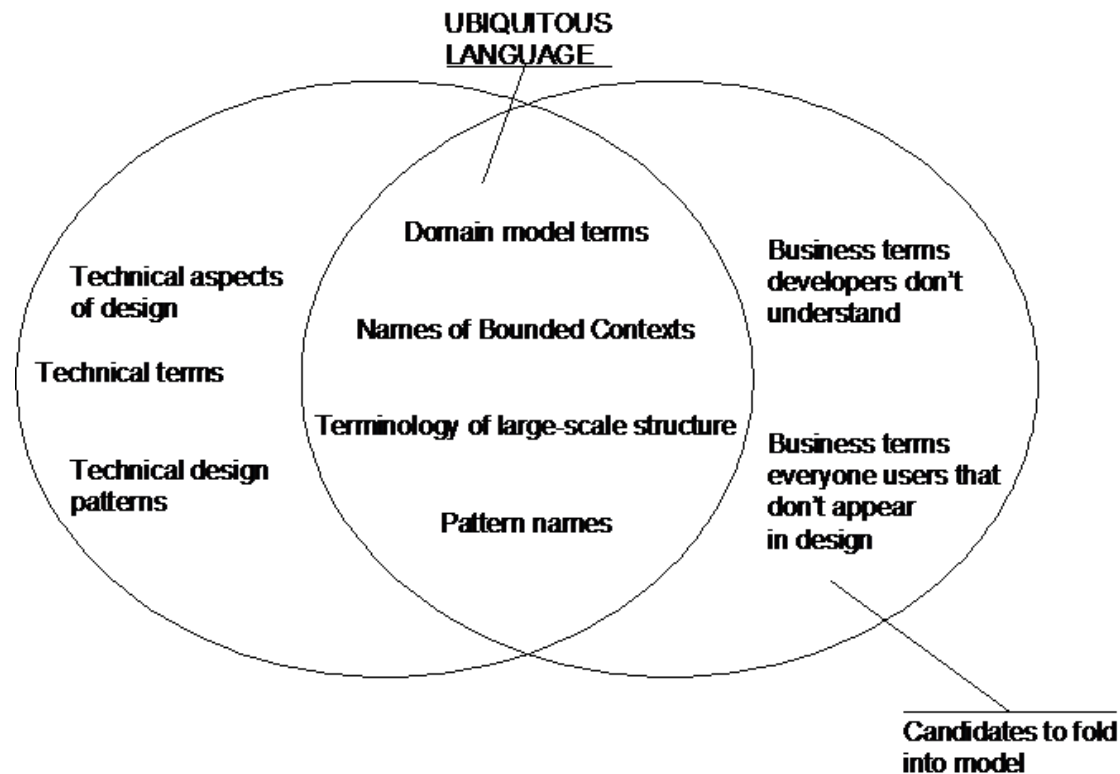 UBIQUITOUS
LANGUAGE
Domain model terms
Names of Bounded Contexts
Terminology of large-scale structure
Pattern names
Technical aspects
of design
Technical terms
Technical design
patterns
Business terms
developers don't
understand
Business terms
everyone users that
don't appear
in design
Candidates to fold
into model